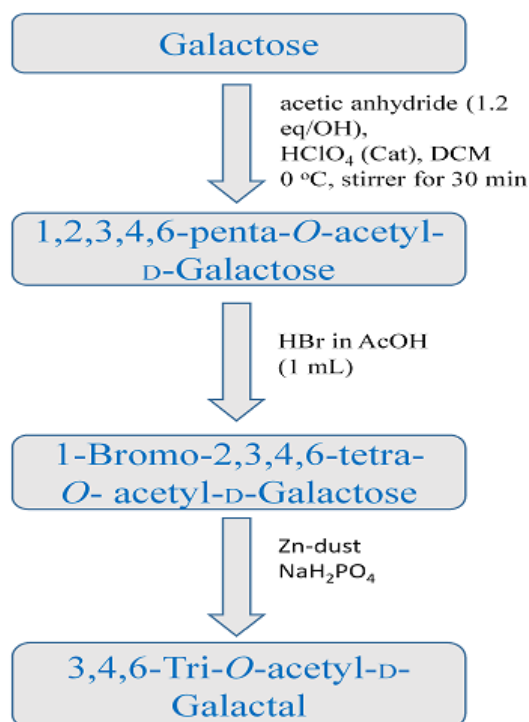 Galactose
acetic anhydride (1.2
eq/OH),
HClO₄ (Cat), DCM
0 ºC, stirrer for 30 min
1,2,3,4,6-penta-O-acetyl-
D-Galactose
HBr in AcOH
(1 mL)
1-Bromo-2,3,4,6-tetra-
O- acetyl-D-Galactose
Zn-dust
NaH₂PO₄
3,4,6-Tri-O-acetyl-D-
Galactal